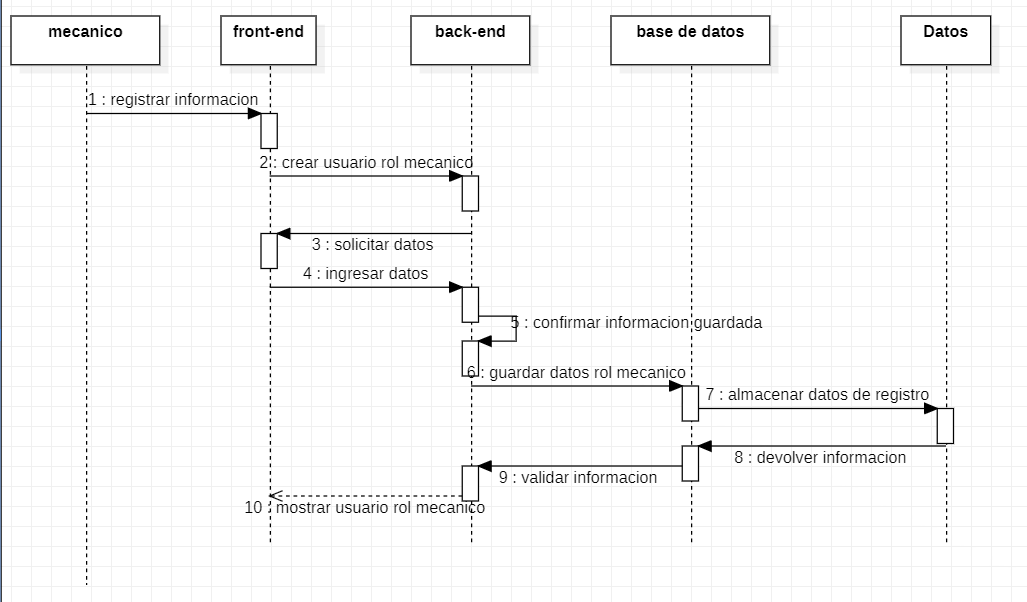 mecanico
front-end
back-end
base de datos
Datos
1 : registrar informacion
2 : crear usuario rol mecanico
3 : solicitar datos
4 : ingresar datos
5 : confirmar informacion guardada
6 : guardar datos rol mecanico
7 : almacenar datos de registro
8 : devolver informacion
9 : validar informacion
10 : mostrar usuario rol mecanico